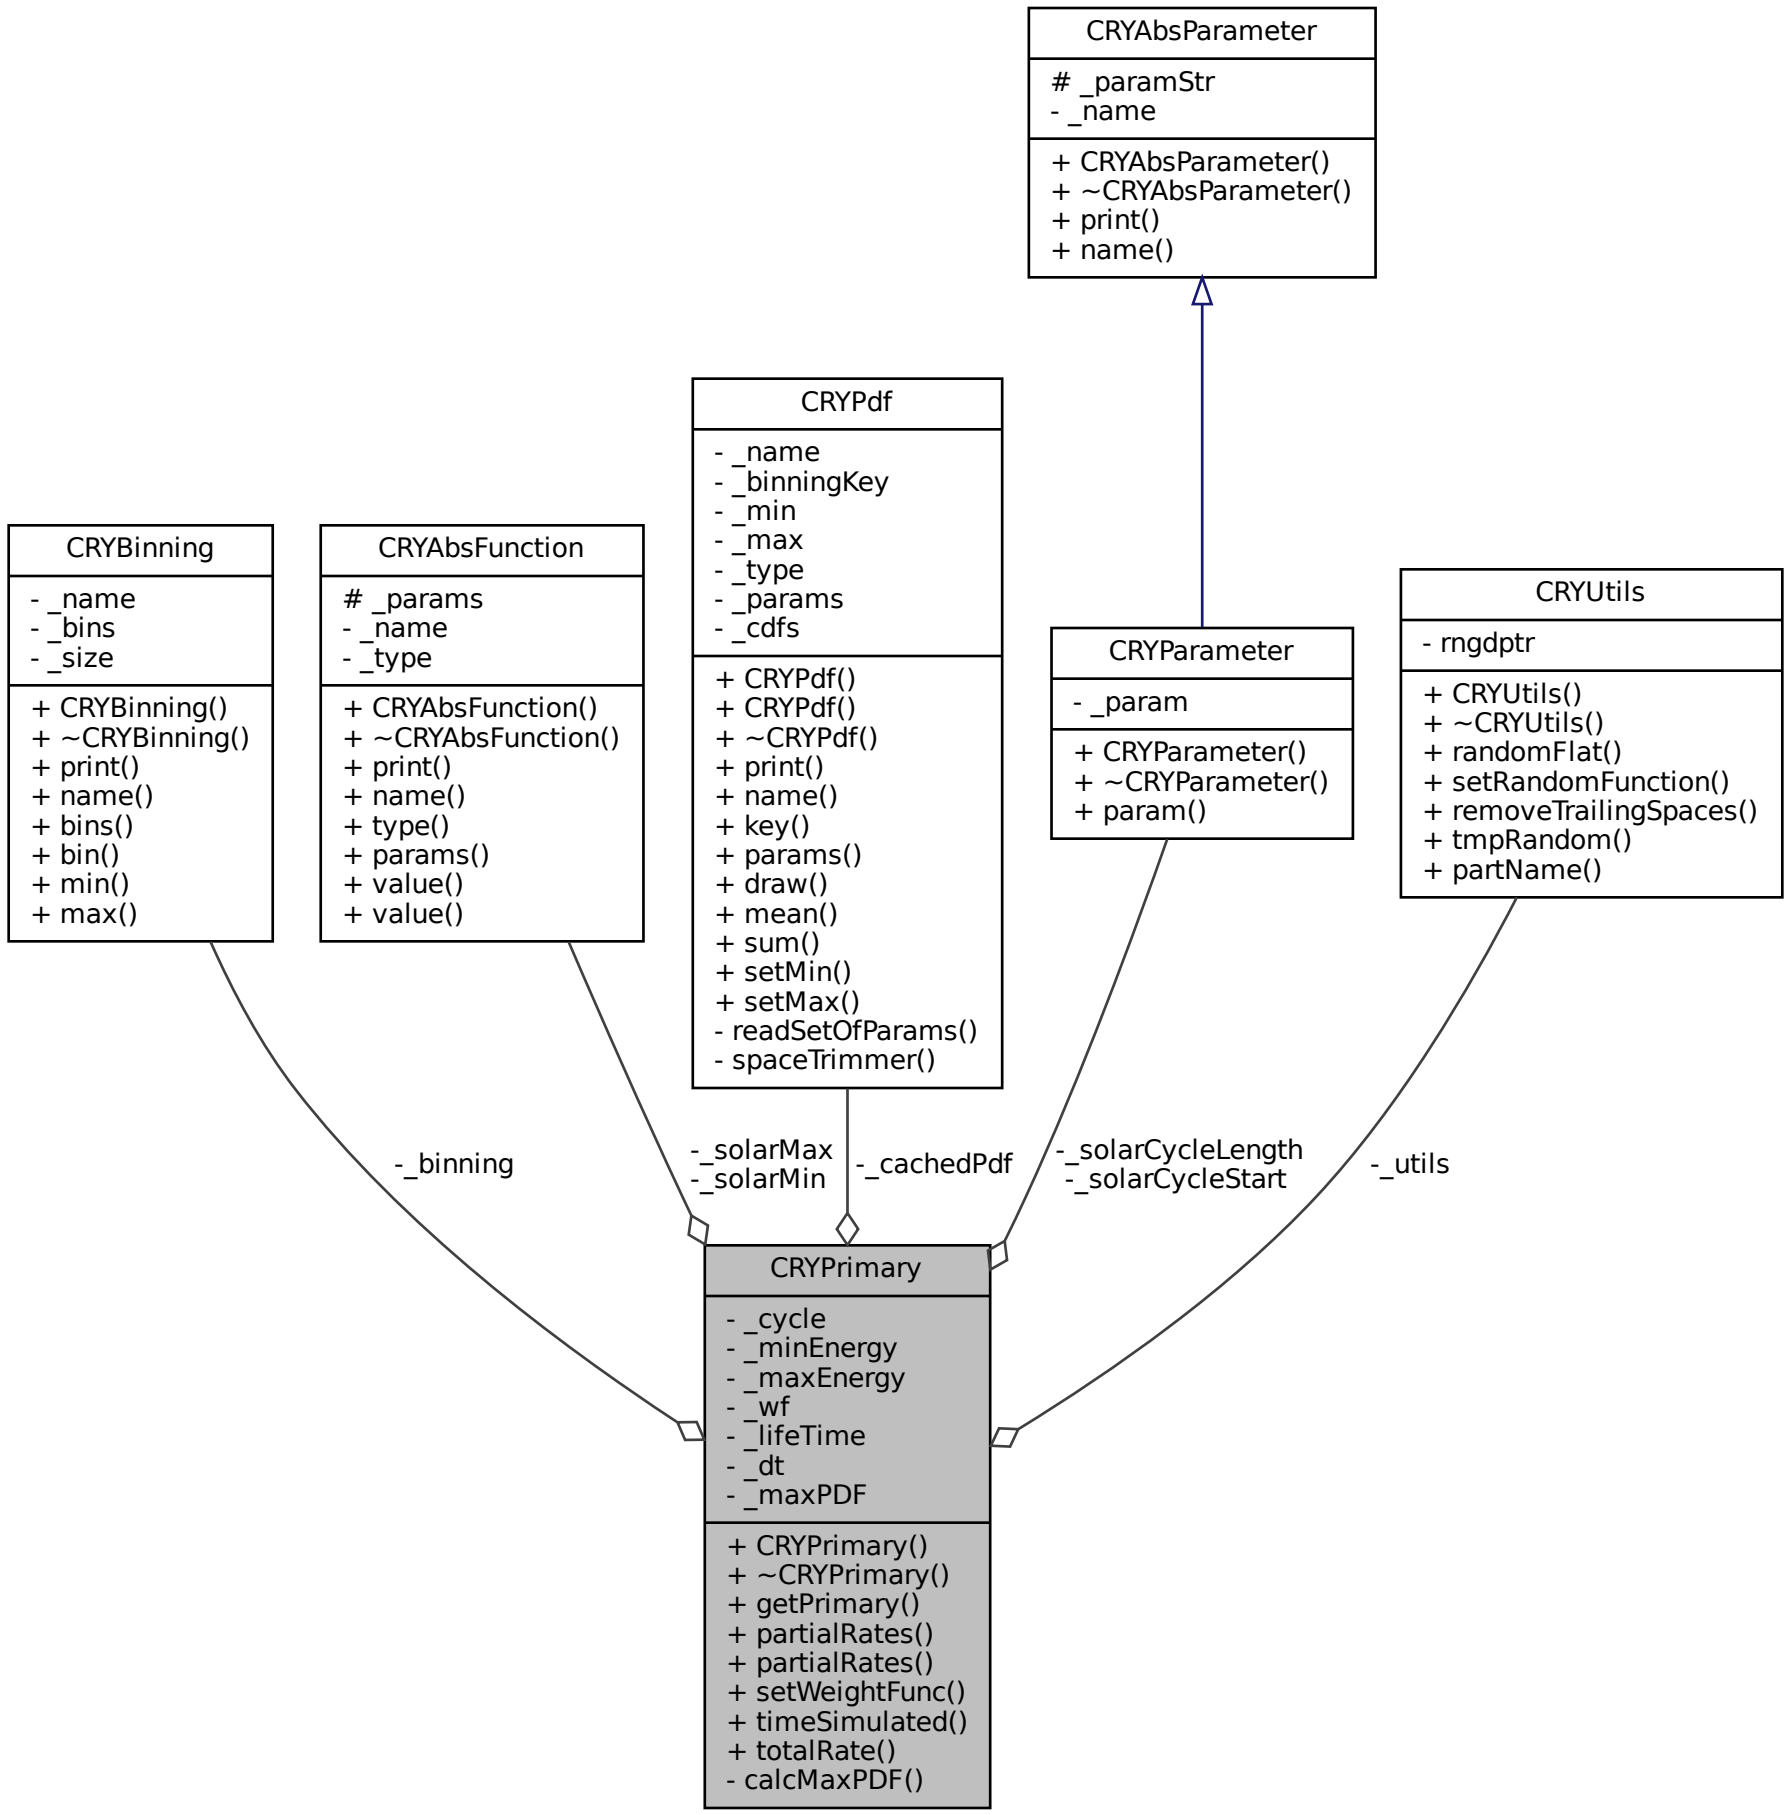 CRYAbsParameter
# _paramStr
- _name
+ CRYAbsParameter()
+ ~CRYAbsParameter()
+ print()
+ name()
CRYPdf
- _name
- _binningKey
- _min
- _max
- _type
- _params
- _cdfs
+ CRYPdf()
+ CRYPdf()
+ ~CRYPdf()
+ print()
+ name()
+ key()
+ params()
+ draw()
+ mean()
+ sum()
+ setMin()
+ setMax()
- readSetOfParams()
- spaceTrimmer()
CRYBinning
- _name
- _bins
- _size
+ CRYBinning()
+ ~CRYBinning()
+ print()
+ name()
+ bins()
+ bin()
+ min()
+ max()
CRYAbsFunction
# _params
- _name
- _type
+ CRYAbsFunction()
+ ~CRYAbsFunction()
+ print()
+ name()
+ type()
+ params()
+ value()
+ value()
CRYParameter
- _param
+ CRYParameter()
+ ~CRYParameter()
+ param()
CRYUtils
- rngdptr
+ CRYUtils()
+ ~CRYUtils()
+ randomFlat()
+ setRandomFunction()
+ removeTrailingSpaces()
+ tmpRandom()
+ partName()
-_binning
-_solarMax
-_solarMin
-_cachedPdf
-_solarCycleLength
-_solarCycleStart
-_utils
CRYPrimary
- _cycle
- _minEnergy
- _maxEnergy
- _wf
- _lifeTime
- _dt
- _maxPDF
+ CRYPrimary()
+ ~CRYPrimary()
+ getPrimary()
+ partialRates()
+ partialRates()
+ setWeightFunc()
+ timeSimulated()
+ totalRate()
- calcMaxPDF()